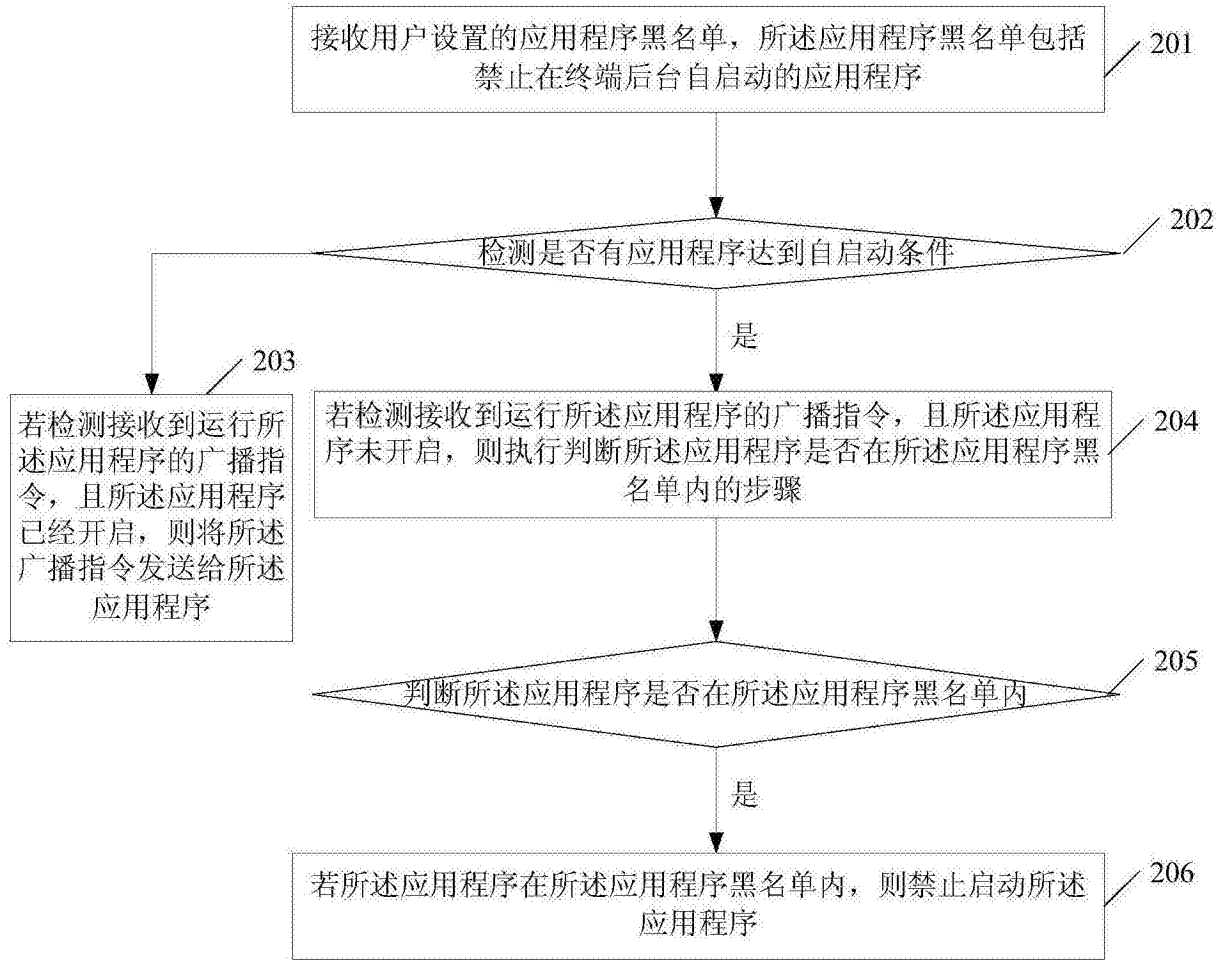 接收用户设置的应用程序黑名单，所述应用程序黑名单包括
禁止在终端后台自启动的应用程序
201
检测是否有应用程序达到自启动条件
202
是
203
若检测接收到运行所
述应用程序的广播指
令，且所述应用程序
已经开启，则将所述
广播指令发送给所述
应用程序
若检测接收到运行所述应用程序的广播指令，且所述应用程
序未开启，则执行判断所述应用程序是否在所述应用程序黑
名单内的步骤
204
判断所述应用程序是否在所述应用程序黑名单内
205
是
若所述应用程序在所述应用程序黑名单内，则禁止启动所述
应用程序
206